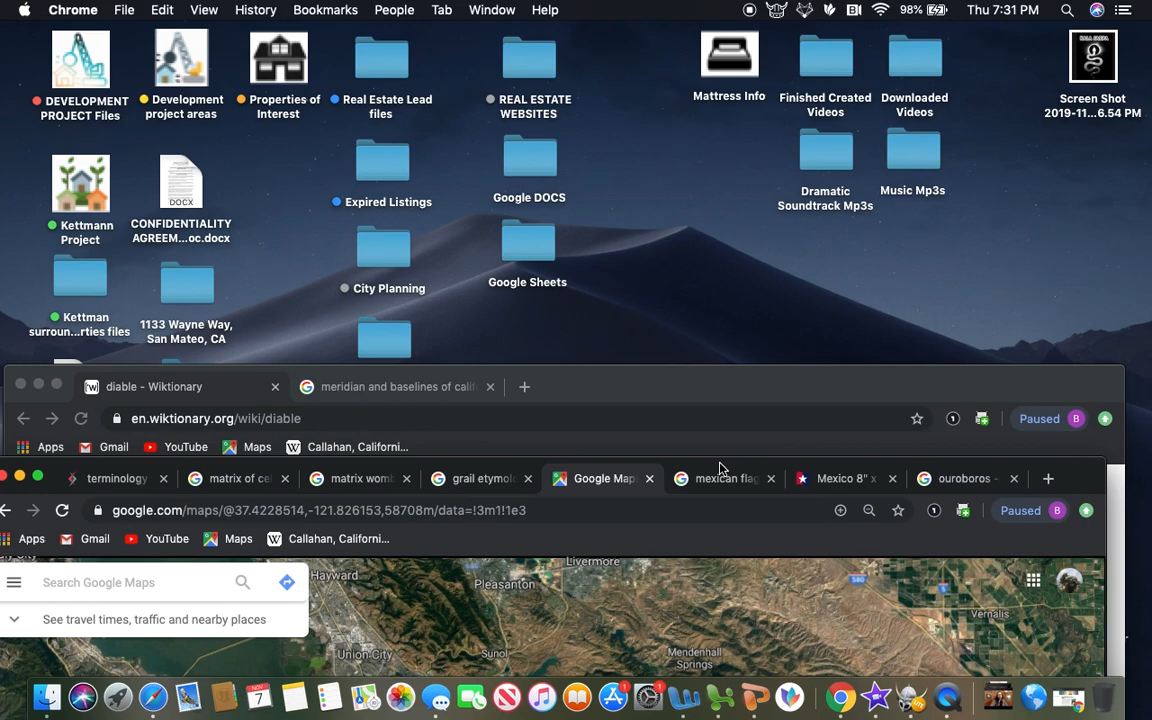 Chrome File Edit View History Bookmarks People Tab Window Help 98% Thu 7:31 PM
DEVELOPMENT
PROJECT Files
Development
project areas
Properties of
Interest
Real Estate Lead
files
REAL ESTATE
WEBSITES
Mattress Info
Finished Created
Videos
Downloaded
Videos
Screen Shot
2019-11...6.54 PM
Kettmann
Project
DOCX
CONFIDENTIALITY
AGREEM...oc.docx
Expired Listings
Google DOCS
Dramatic
Soundtrack Mp3s
Music Mp3s
Kettman
surroun...rties files
1133 Wayne Way,
San Mateo, CA
City Planning
Google Sheets
diable - Wiktionary meridian and baselines of calif
en.wiktionary.org/wiki/diable Paused B
Apps Gmail YouTube Maps Callahan, Californi...
terminology matrix of ce matrix wom grail etymol Google Map mexican flag Mexico 8" x ouroboros -
google.com/maps/@37.4228514,-121.826153,58708m/data=!3m1!1e3 Paused B
Apps Gmail YouTube Maps Callahan, Californi...
Search Google Maps
See travel times, traffic and nearby places
Hayward
Livermore
Pleasanton
580
5
Vernalis
Union City
Sunol
Mendenhall
Springs
NOV
7
1
1